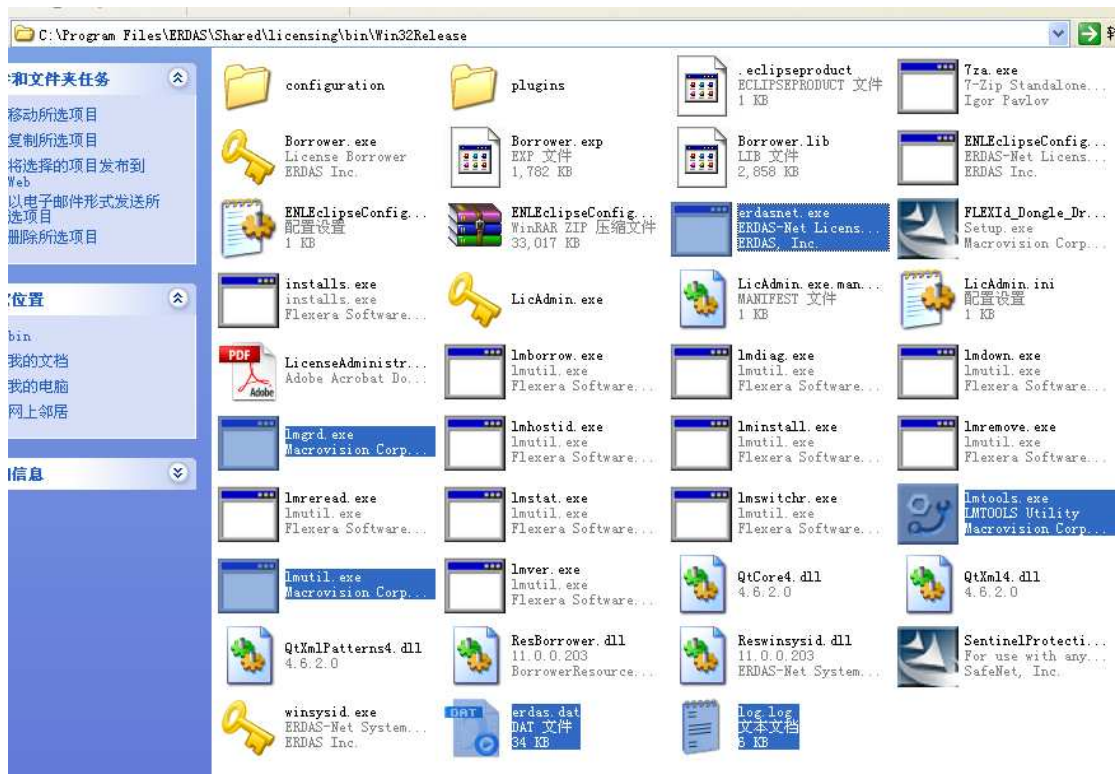 C:\Program Files\ERDAS\Shared\licensing\bin\Win32Release
和文件夹任务
移动所选项目
复制所选项目
将选择的项目发布到
Web
以电子邮件形式发送所
选项目
删除所选项目
位置
bin
我的文档
我的电脑
网上邻居
信息
configuration
plugins
.eclipseproduct
ECLIPSEPRODUCT 文件
1 KB
7za.exe
7-Zip Standalone...
Igor Pavlov
Borrower.exe
License Borrower
ERDAS Inc.
Borrower.exp
EXP 文件
1,782 KB
Borrower.lib
LIB 文件
2,858 KB
ENLEclipseConfig...
ERDAS-Net Licens...
ERDAS Inc.
ENLEclipseConfig...
配置设置
1 KB
ENLEclipseConfig...
WinRAR ZIP 压缩文件
33,017 KB
erdasnet.exe
ERDAS-Net Licens...
ERDAS, Inc.
FLEXId_Dongle_Dr...
Setup.exe
Macrovision Corp...
installs.exe
installs.exe
Flexera Software...
LicAdmin.exe
LicAdmin.exe.man...
MANIFEST 文件
1 KB
LicAdmin.ini
配置设置
1 KB
PDF
Adobe
LicenseAdministr...
Adobe Acrobat Do...
lmborrow.exe
lmutil.exe
Flexera Software...
lmdiag.exe
lmutil.exe
Flexera Software...
lmdown.exe
lmutil.exe
Flexera Software...
lmgrd.exe
Macrovision Corp...
lmhostid.exe
lmutil.exe
Flexera Software...
lminstall.exe
lmutil.exe
Flexera Software...
lmremove.exe
lmutil.exe
Flexera Software...
lmreread.exe
lmutil.exe
Flexera Software...
lmstat.exe
lmutil.exe
Flexera Software...
lmswitchr.exe
lmutil.exe
Flexera Software...
lmtools.exe
LMTOOLS Utility
Macrovision Corp...
lmutil.exe
Macrovision Corp...
lmver.exe
lmutil.exe
Flexera Software...
QtCore4.dll
4.6.2.0
QtXml4.dll
4.6.2.0
QtXmlPatterns4.dll
4.6.2.0
ResBorrower.dll
11.0.0.203
BorrowerResource...
Reswinsysid.dll
11.0.0.203
ERDAS-Net System...
SentinelProtecti...
For use with any...
SafeNet, Inc.
winsysid.exe
ERDAS-Net System...
ERDAS Inc.
DAT
erdas.dat
DAT 文件
34 KB
log.log
文本文档
6 KB